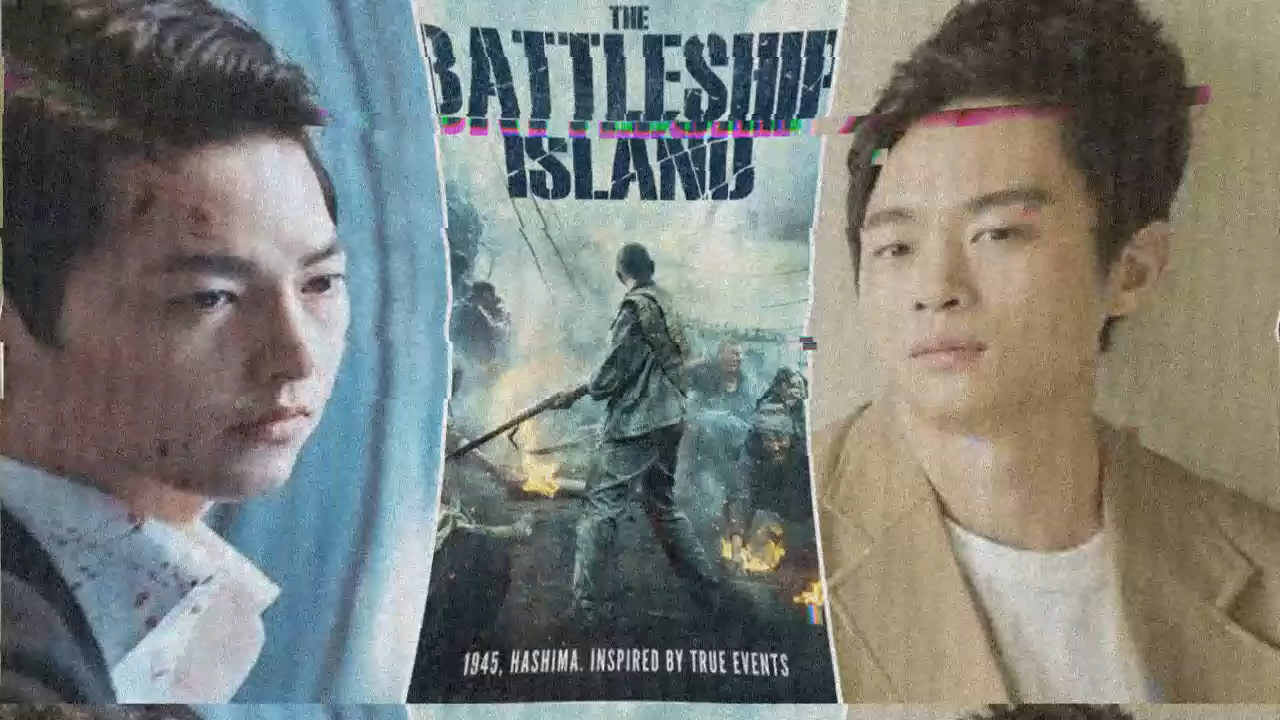 THE
BATTLESHIP
ISLAND
1945, HASHIMA. INSPIRED BY TRUE EVENTS